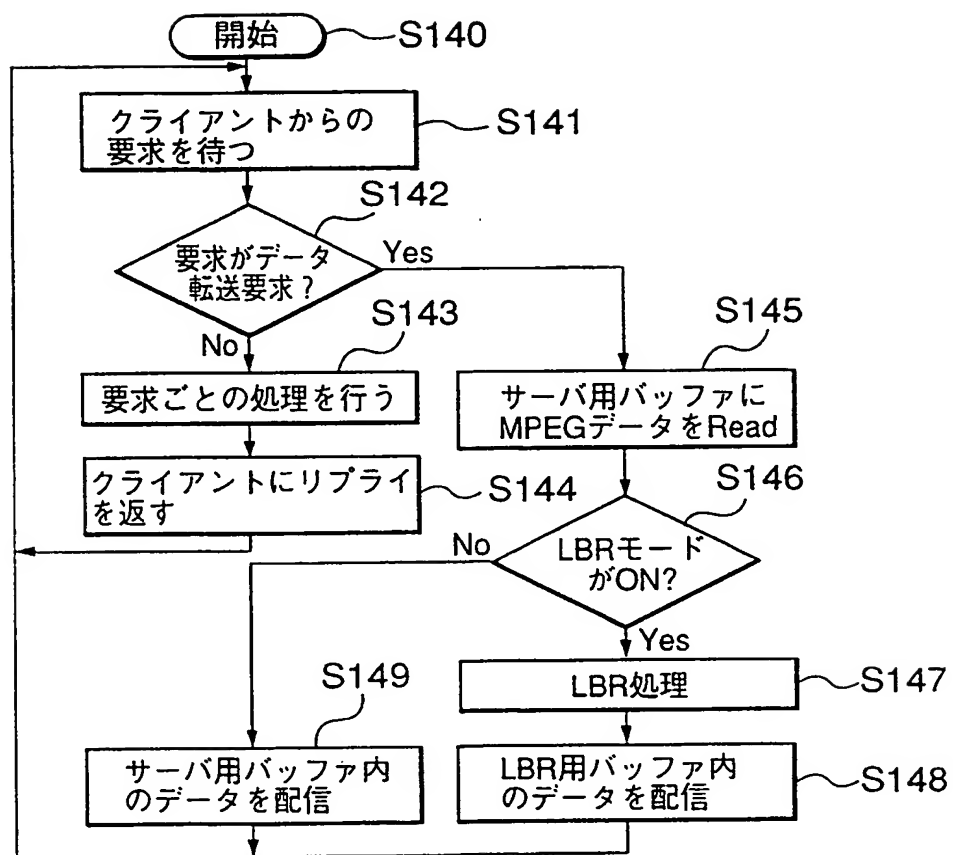 開始
S140
クライアントからの
要求を待つ
S141
S142
要求がデータ
転送要求?
Yes
No
S143
要求ごとの処理を行う
クライアントにリプライ
を返す
S144
S145
サーバ用バッファに
MPEGデータをRead
S146
LBRモード
がON?
No
Yes
LBR処理
S147
S149
サーバ用バッファ内
のデータを配信
LBR用バッファ内
のデータを配信
S148